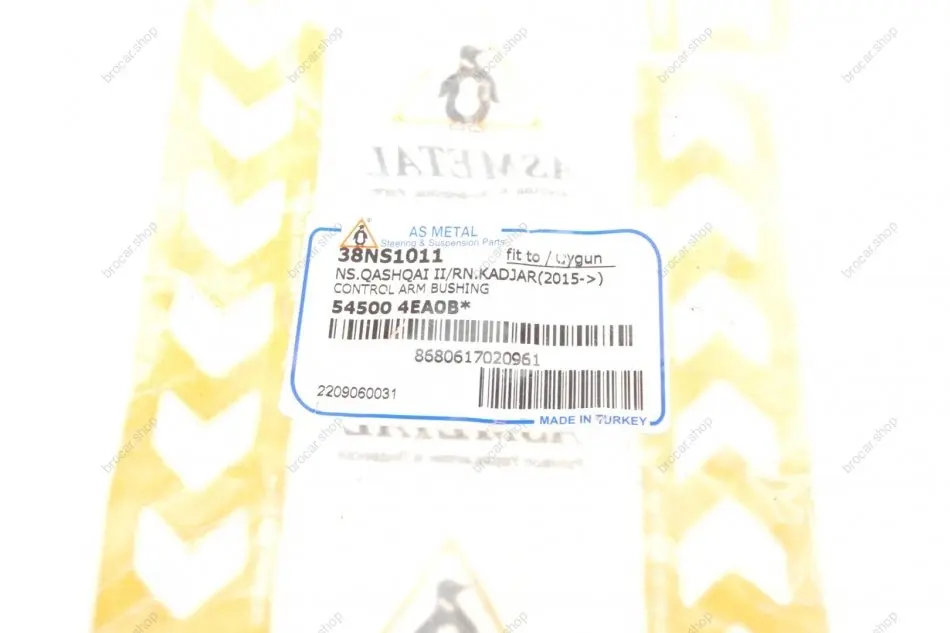 ASMETAL
AS METAL
Steering & Suspension Parts
38NS1011
fit to / Uygun
NS.QASHQAI II/RN.KADJAR(2015->)
CONTROL ARM BUSHING
54500 4EA0B*
8680617020961
2209060031
MADE IN TURKEY
brocar.shop